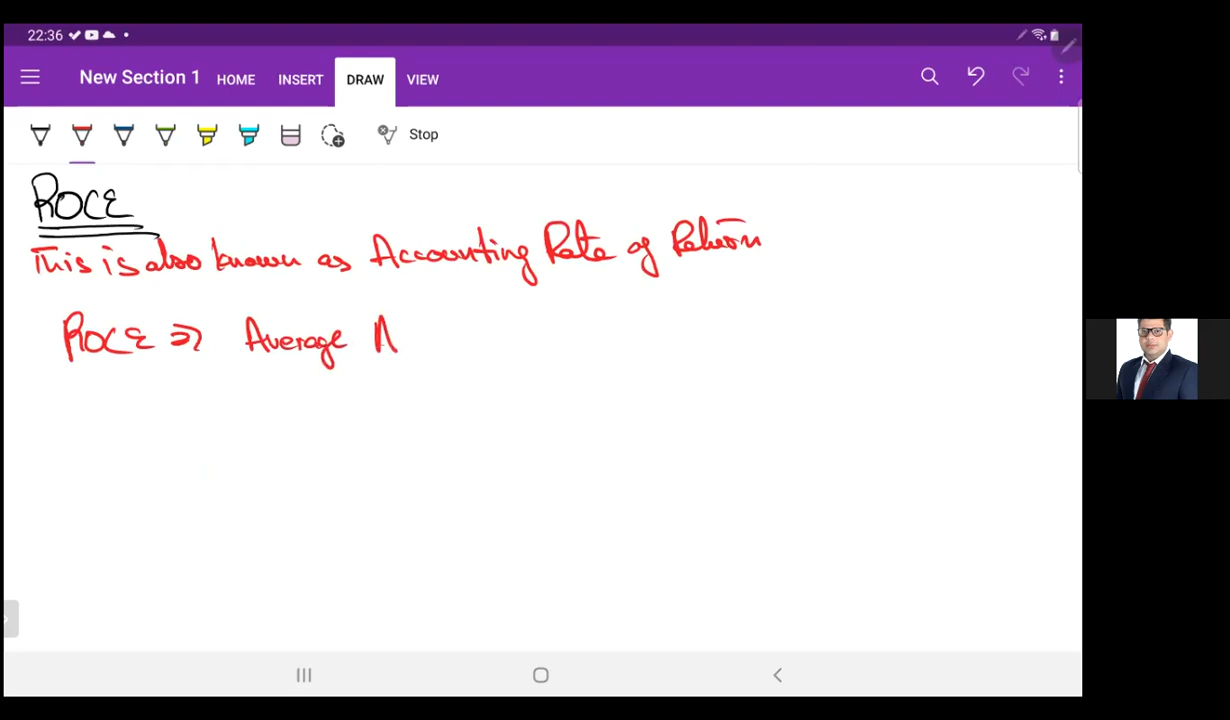 22:36
New Section 1 HOME INSERT DRAW VIEW
Stop
ROCE
This is also known as Accounting Rate of Return
ROCE ⇒ Average